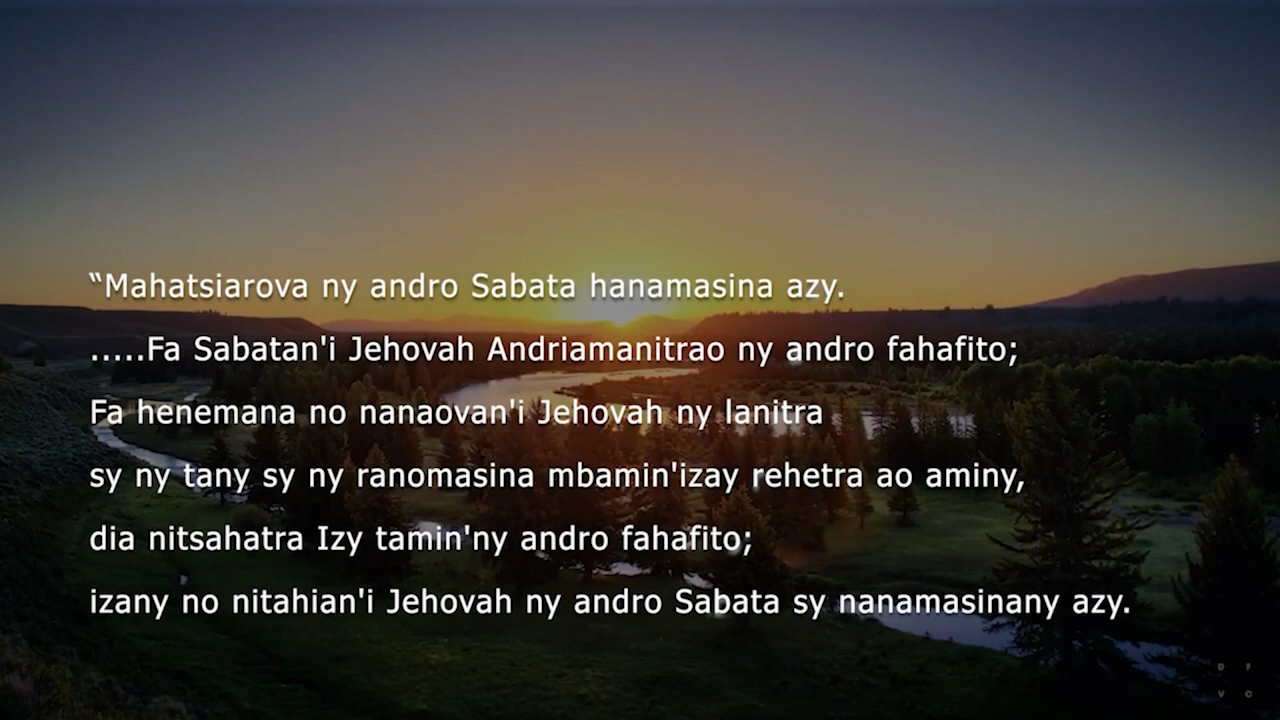 “Mahatsiarova ny andro Sabata hanamasina azy.
.....Fa Sabatan'i Jehovah Andriamanitrao ny andro fahafito;
Fa henemana no nanaovan'i Jehovah ny lanitra
sy ny tany sy ny ranomasina mbamin'izay rehetra ao aminy,
dia nitsahatra Izy tamin'ny andro fahafito;
izany no nitahian'i Jehovah ny andro Sabata sy nanamasinany azy.
D F
V C